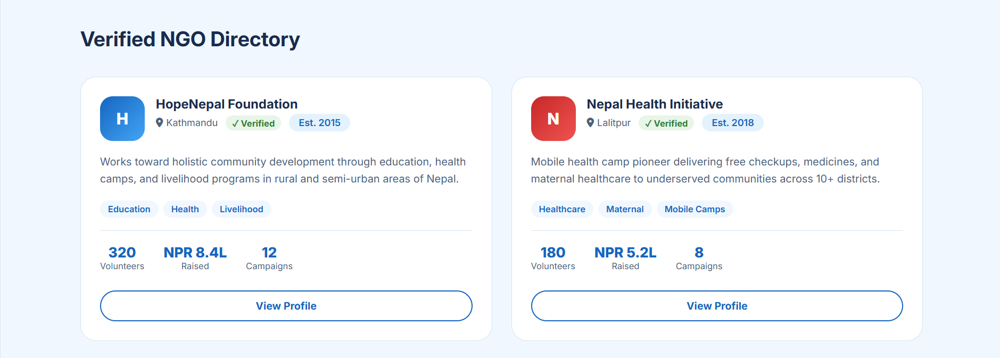 Verified NGO Directory
H
HopeNepal Foundation
Kathmandu ✓ Verified Est. 2015
Works toward holistic community development through education, health
camps, and livelihood programs in rural and semi-urban areas of Nepal.
Education Health Livelihood
320 NPR 8.4L 12
Volunteers Raised Campaigns
View Profile
N
Nepal Health Initiative
Lalitpur ✓ Verified Est. 2018
Mobile health camp pioneer delivering free checkups, medicines, and
maternal healthcare to underserved communities across 10+ districts.
Healthcare Maternal Mobile Camps
180 NPR 5.2L 8
Volunteers Raised Campaigns
View Profile